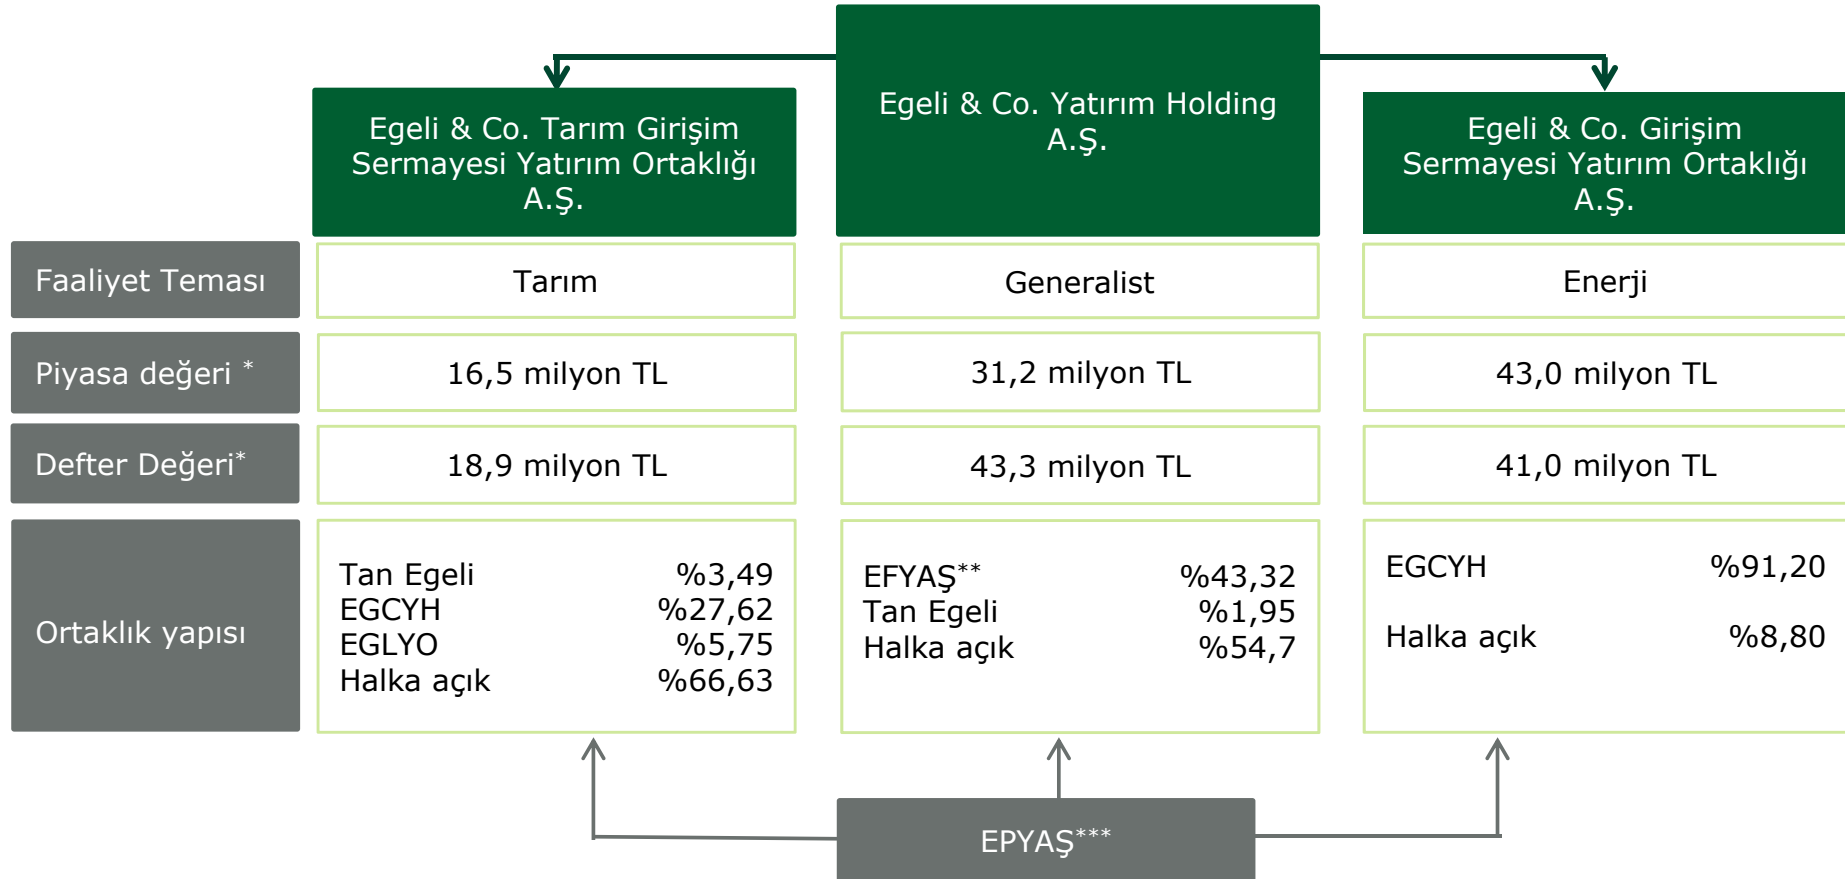 Egeli & Co. Yatırım Holding
A.Ş.
Egeli & Co. Tarım Girişim
Sermayesi Yatırım Ortaklığı
A.Ş.
Egeli & Co. Girişim
Sermayesi Yatırım Ortaklığı
A.Ş.
Faaliyet Teması
Tarım
Generalist
Enerji
Piyasa değeri *
16,5 milyon TL
31,2 milyon TL
43,0 milyon TL
Defter Değeri*
18,9 milyon TL
43,3 milyon TL
41,0 milyon TL
Ortaklık yapısı
Tan Egeli %3,49
EGCYH %27,62
EGLYO %5,75
Halka açık %66,63
EFYAŞ** %43,32
Tan Egeli %1,95
Halka açık %54,7
EGCYH %91,20
Halka açık %8,80
EPYAŞ***